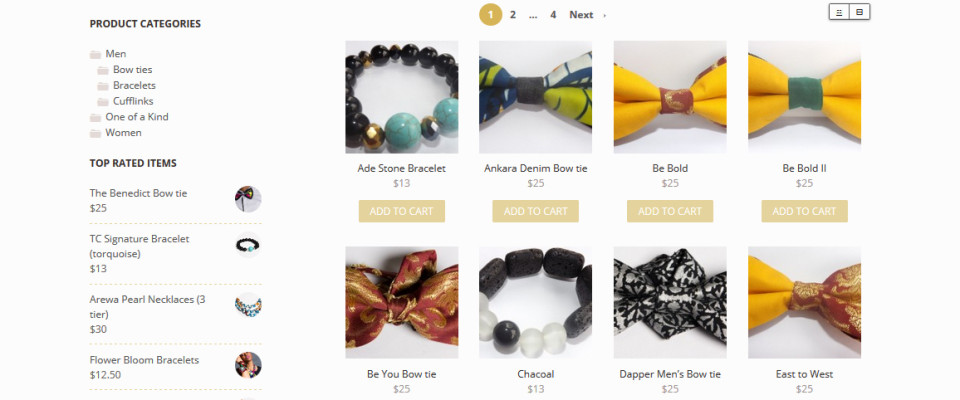 PRODUCT CATEGORIES
Men
Bow ties
Bracelets
Cufflinks
One of a Kind
Women
TOP RATED ITEMS
The Benedict Bow tie
$25
TC Signature Bracelet
(torquoise)
$13
Arewa Pearl Necklaces (3
tier)
$30
Flower Bloom Bracelets
$12.50
1 2 ... 4 Next ›
Ade Stone Bracelet
$13
ADD TO CART
Ankara Denim Bow tie
$25
ADD TO CART
Be Bold
$25
ADD TO CART
Be Bold II
$25
ADD TO CART
Be You Bow tie
$25
Chacoal
$13
Dapper Men's Bow tie
$25
East to West
$25